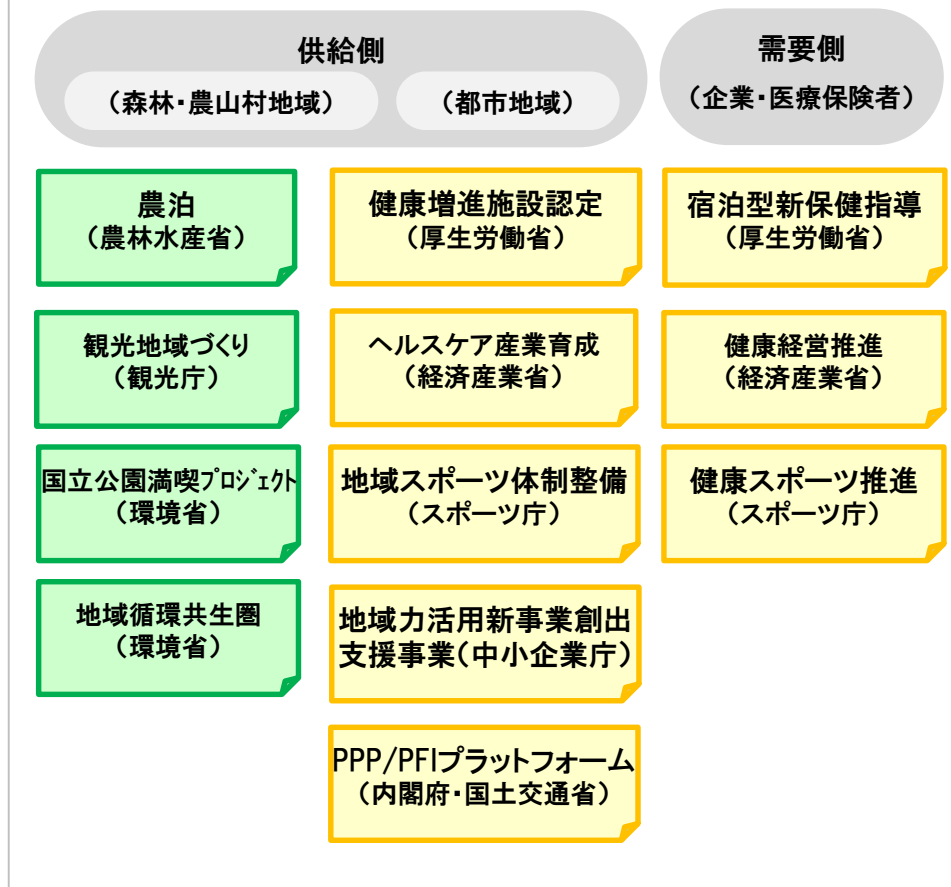 供給側
（森林・農山村地域）
（都市地域）
需要側
（企業・医療保険者）
農泊
（農林水産省）
観光地域づくり
（観光庁）
国立公園満喫ﾌﾟﾛｼﾞｪｸﾄ
（環境省）
地域循環共生圏
（環境省）
健康増進施設認定
（厚生労働省）
ヘルスケア産業育成
（経済産業省）
地域スポーツ体制整備
（スポーツ庁）
地域力活用新事業創出
支援事業（中小企業庁）
PPP/PFIプラットフォーム
（内閣府・国土交通省）
宿泊型新保健指導
（厚生労働省）
健康経営推進
（経済産業省）
健康スポーツ推進
（スポーツ庁）